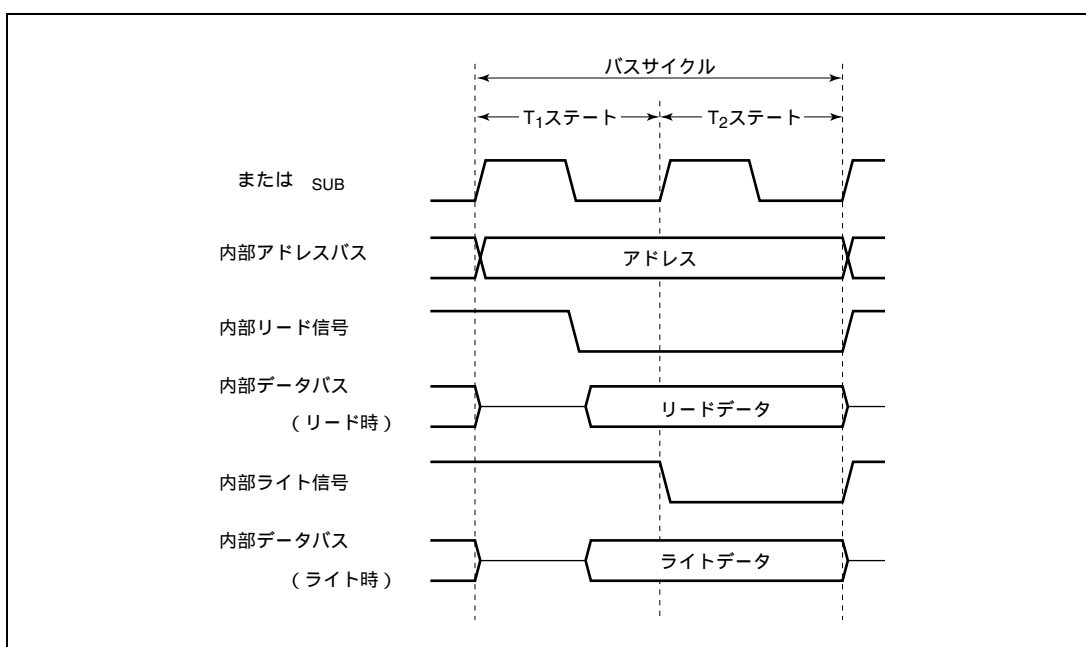 バスサイクル
T1ステート
T2ステート
または SUB
内部アドレスバス
アドレス
内部リード信号
内部データバス
(リード時)
リードデータ
内部ライト信号
内部データバス
(ライト時)
ライトデータ